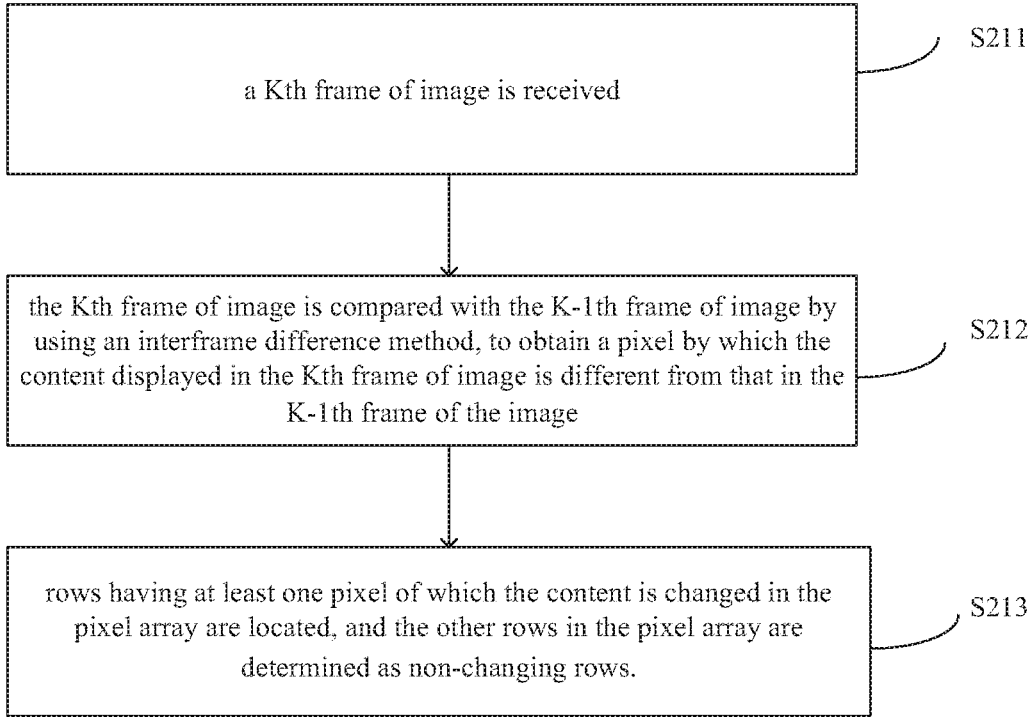 a Kth frame of image is received
S211
the Kth frame of image is compared with the K-1th frame of image by
using an interframe difference method, to obtain a pixel by which the
content displayed in the Kth frame of image is different from that in the
K-1th frame of the image
S212
rows having at least one pixel of which the content is changed in the
pixel array are located, and the other rows in the pixel array are
determined as non-changing rows.
S213